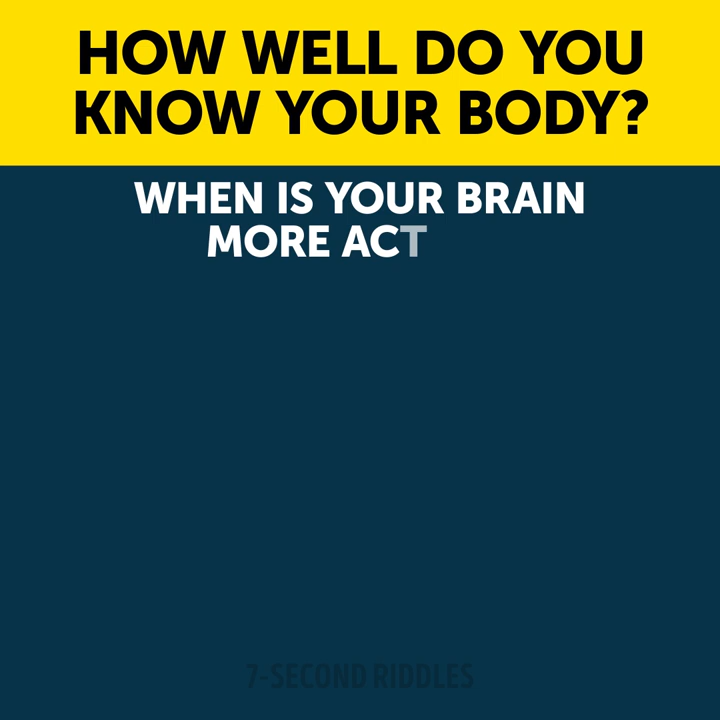 HOW WELL DO YOU
KNOW YOUR BODY?
WHEN IS YOUR BRAIN
MORE ACT
7-SECOND RIDDLES